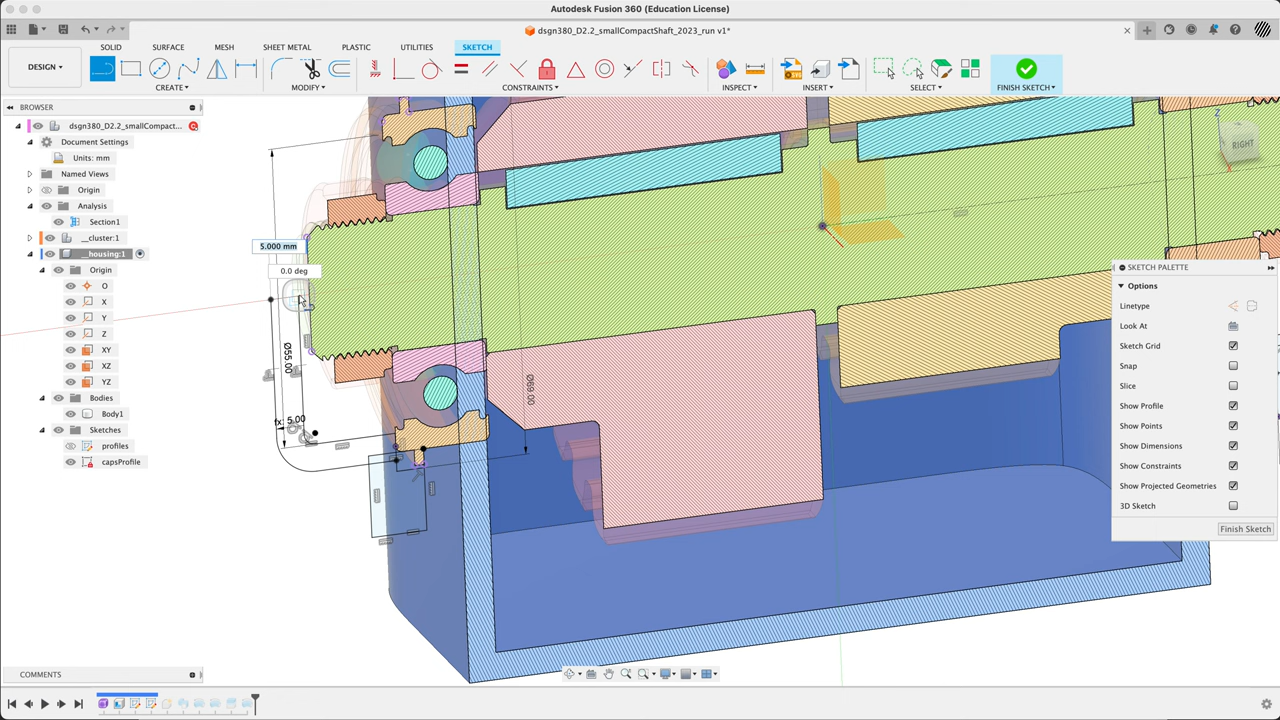 Autodesk Fusion 360 (Education License)
dsgn380_D2.2_smallCompactShaft_2023_run v1*
SOLID
SURFACE
MESH
SHEET METAL
PLASTIC
UTILITIES
SKETCH
DESIGN
CREATE
MODIFY
CONSTRAINTS
INSPECT
INSERT
SELECT
FINISH SKETCH
BROWSER
dsgn380_D2.2_smallCompact...
Document Settings
Units: mm
Named Views
Origin
Analysis
Section1
__cluster:1
__housing:1
Origin
O
X
Y
Z
XY
XZ
YZ
Bodies
Body1
Sketches
profiles
capsProfile
5.000 mm
0.0 deg
Ø55.00
fx: 5.00
Ø69.00
Z
RIGHT
SKETCH PALETTE
Options
Linetype
Look At
Sketch Grid
Snap
Slice
Show Profile
Show Points
Show Dimensions
Show Constraints
Show Projected Geometries
3D Sketch
Finish Sketch
COMMENTS